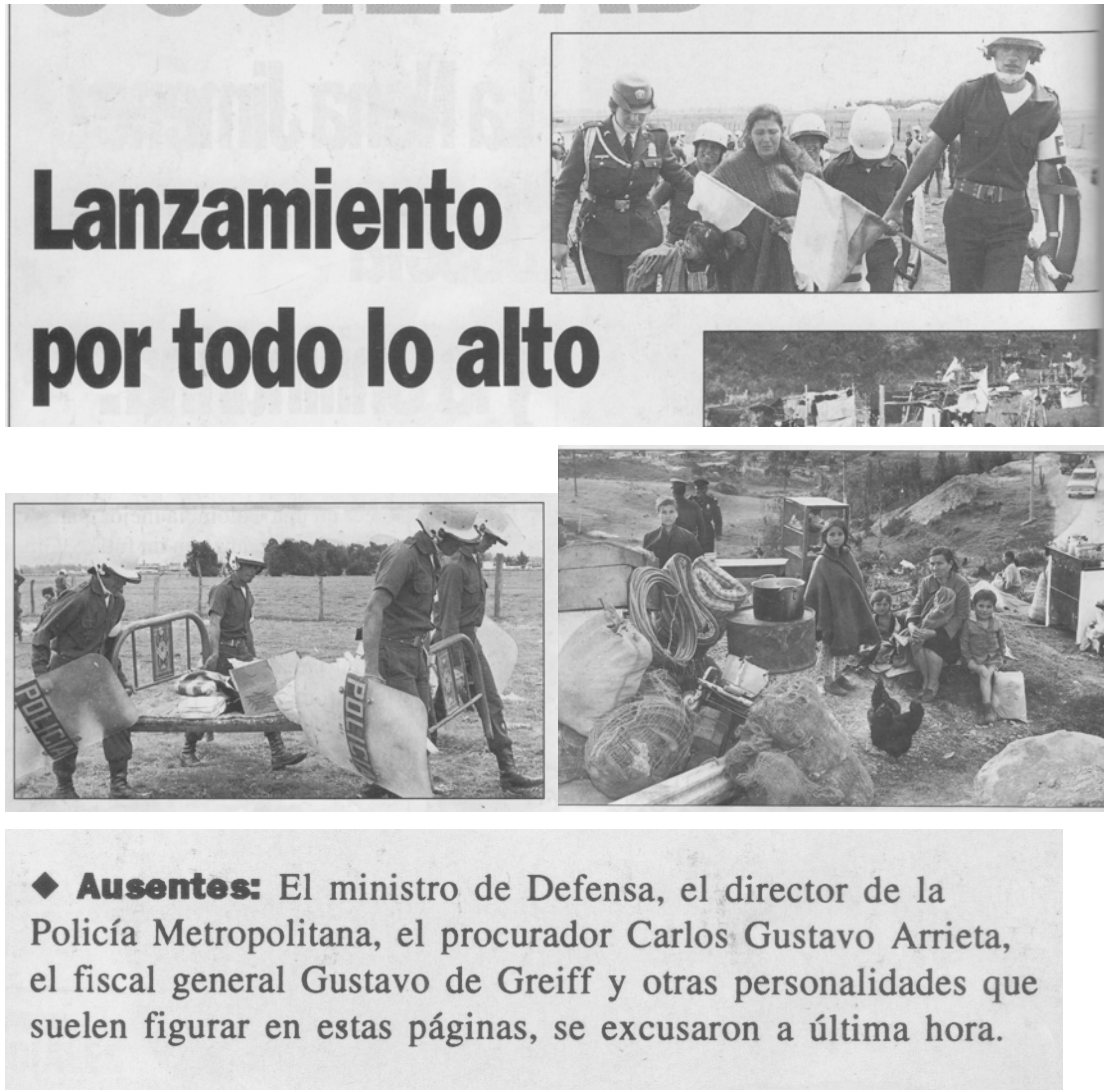 SOCIEDAD
Lanzamiento
por todo lo alto
POLICIA
POLICIA
◆ Ausentes: El ministro de Defensa, el director de la
Policía Metropolitana, el procurador Carlos Gustavo Arrieta,
el fiscal general Gustavo de Greiff y otras personalidades que
suelen figurar en estas páginas, se excusaron a última hora.